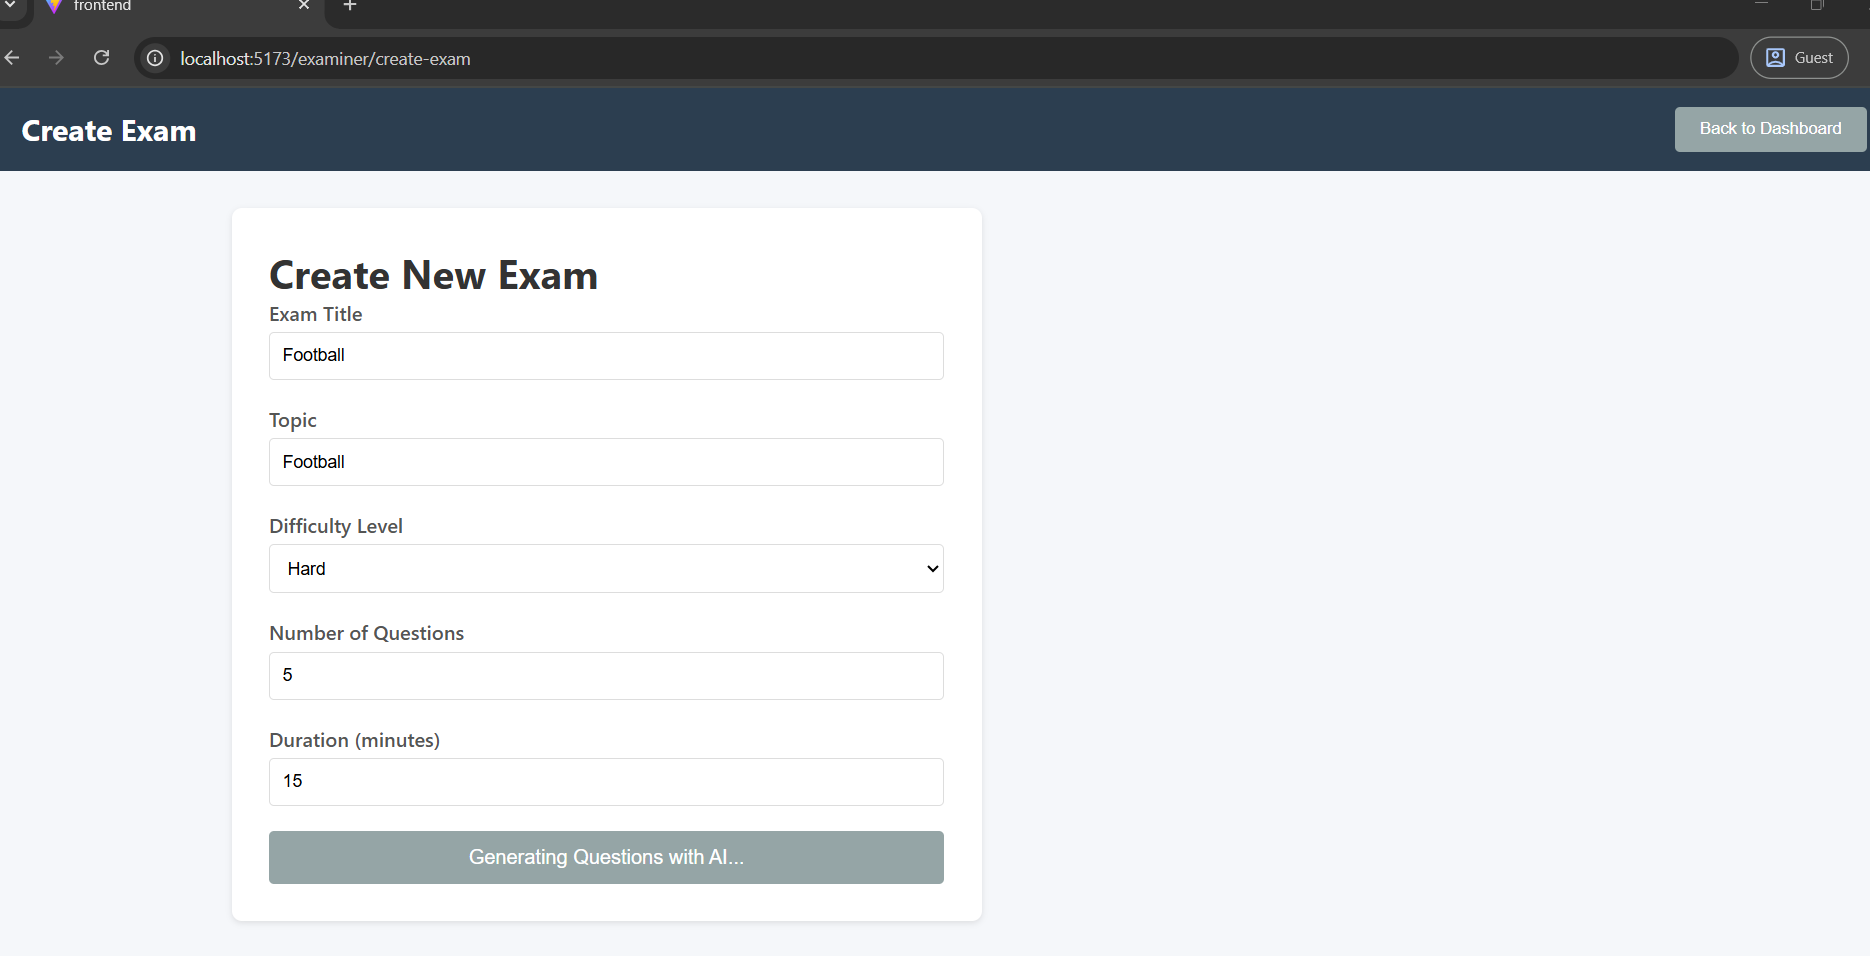 frontend
localhost:5173/examiner/create-exam
Guest
Create Exam
Back to Dashboard
Create New Exam
Exam Title
Football
Topic
Football
Difficulty Level
Hard
Number of Questions
5
Duration (minutes)
15
Generating Questions with AI...